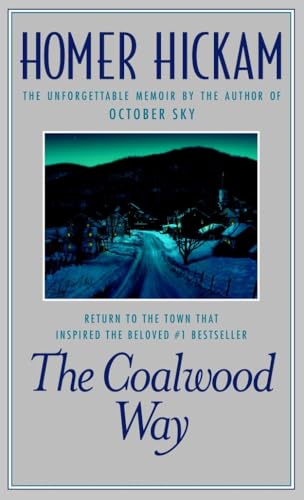 HOMER HICKAM
THE UNFORGETTABLE MEMOIR BY THE AUTHOR OF
OCTOBER SKY
RETURN TO THE TOWN THAT
INSPIRED THE BELOVED #1 BESTSELLER
The Coalwood
Way